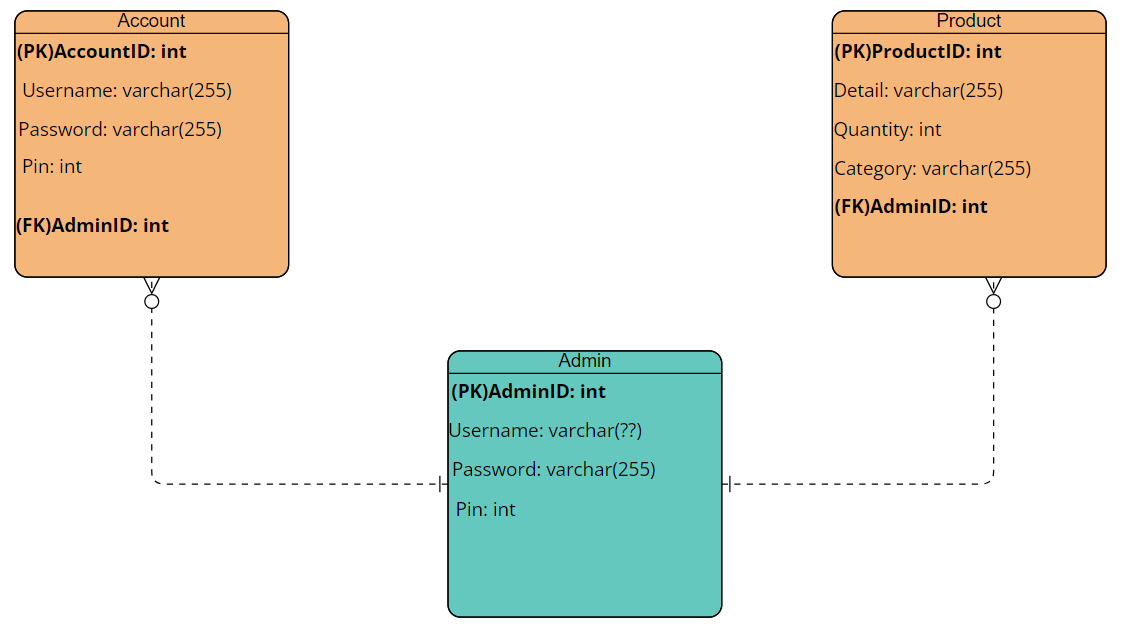 Account
(PK)AccountID: int
Username: varchar(255)
Password: varchar(255)
Pin: int
(FK)AdminID: int
Product
(PK)ProductID: int
Detail: varchar(255)
Quantity: int
Category: varchar(255)
(FK)AdminID: int
Admin
(PK)AdminID: int
Username: varchar(??)
Password: varchar(255)
Pin: int